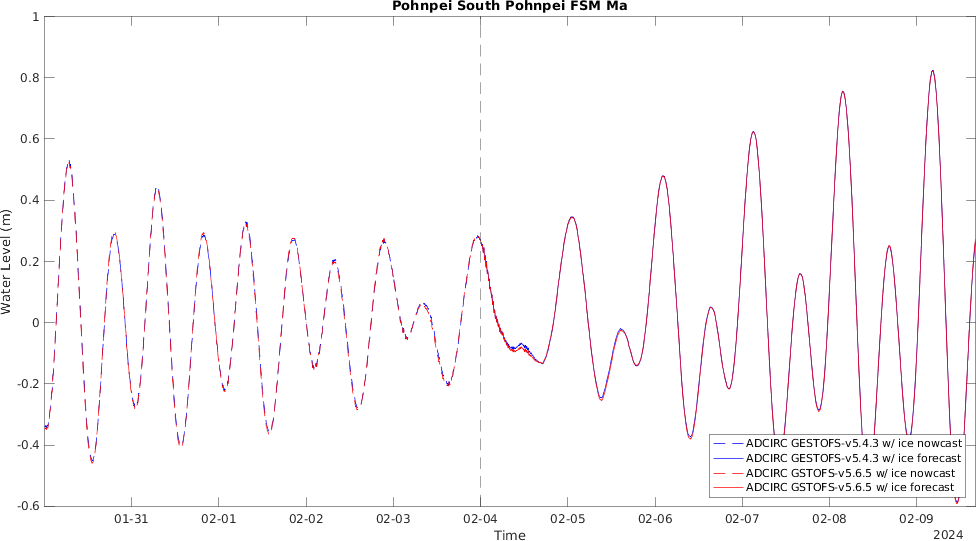 Pohnpei South Pohnpei FSM Ma
1
0.8
0.6
0.4
0.2
0
-0.2
-0.4
-0.6
Water Level (m)
ADCIRC GESTOFS-v5.4.3 w/ ice nowcast
ADCIRC GESTOFS-v5.4.3 w/ ice forecast
ADCIRC GSTOFS-v5.6.5 w/ ice nowcast
ADCIRC GSTOFS-v5.6.5 w/ ice forecast
01-31 02-01 02-02 02-03 02-04 02-05 02-06 02-07 02-08 02-09
Time
2024